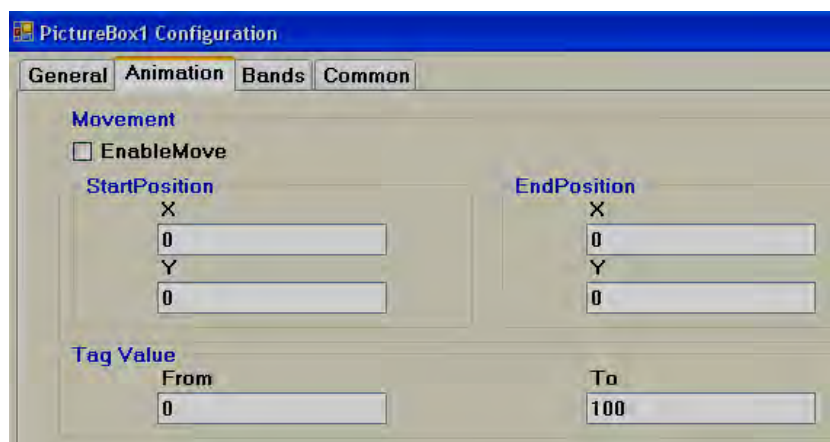 PictureBox1 Configuration
General Animation Bands Common
Movement
EnableMove
StartPosition EndPosition
X X
0 0
Y Y
0 0
Tag Value
From To
0 100